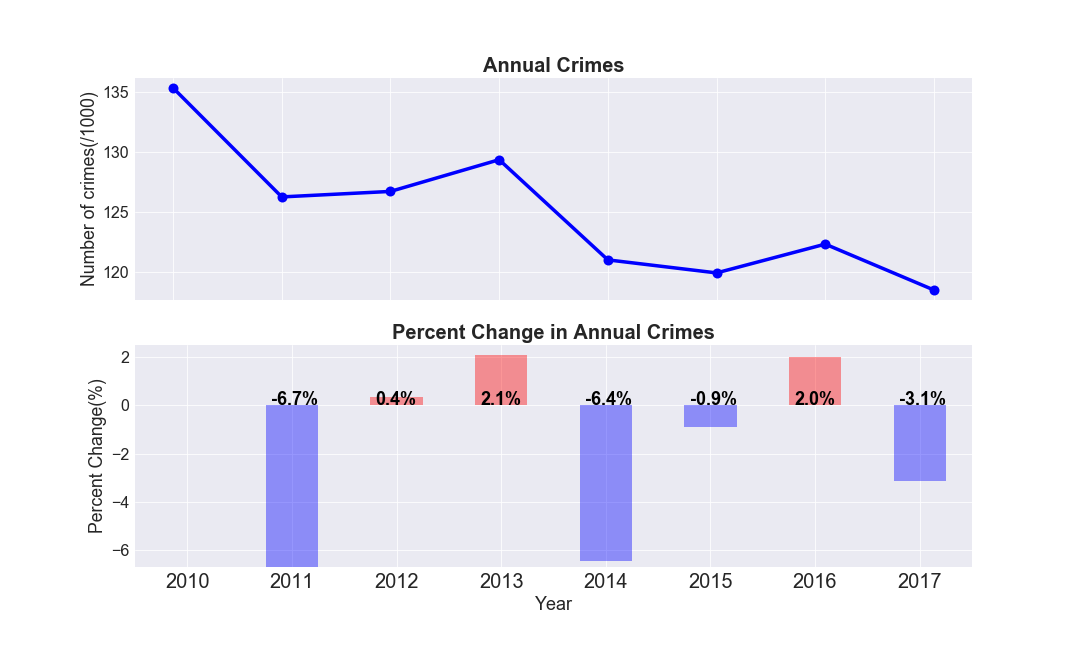 Annual Crimes
Number of crimes(/1000)
135
130
125
120
Percent Change in Annual Crimes
Percent Change(%)
2
0
−2
−4
−6
-6.7% 0.4% 2.1% -6.4% -0.9% 2.0% -3.1%
2010 2011 2012 2013 2014 2015 2016 2017
Year